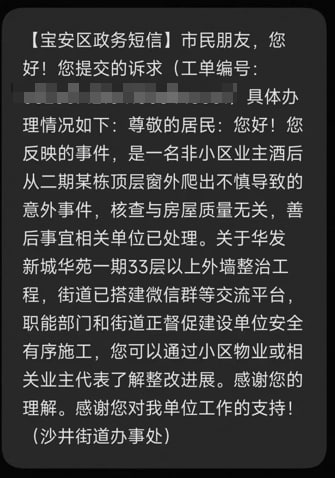 【宝安区政务短信】市民朋友，您
好！您提交的诉求（工单编号：
具体办
理情况如下：尊敬的居民：您好！您
反映的事件，是一名非小区业主酒后
从二期某栋顶层窗外爬出不慎导致的
意外事件，核查与房屋质量无关，善
后事宜相关单位已处理。关于华发
新城华苑一期33层以上外墙整治工
程，街道已搭建微信群等交流平台，
职能部门和街道正督促建设单位安全
有序施工，您可以通过小区物业或相
关业主代表了解整改进展。感谢您的
理解。感谢您对我单位工作的支持！
（沙井街道办事处）